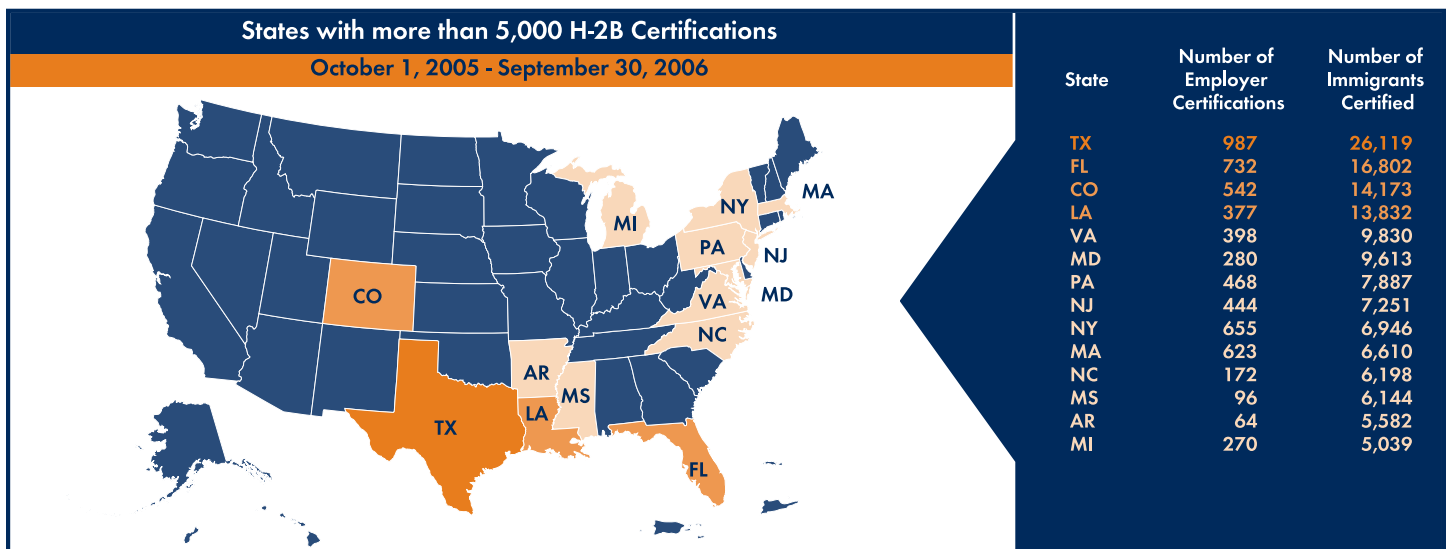 States with more than 5,000 H-2B Certifications
October 1, 2005 - September 30, 2006
MA
NY
MI
PA
NJ
CO
VA
MD
NC
AR
MS
LA
TX
FL
State Number of Employer Certifications Number of Immigrants Certified
TX 987 26,119
FL 732 16,802
CO 542 14,173
LA 377 13,832
VA 398 9,830
MD 280 9,613
PA 468 7,887
NJ 444 7,251
NY 655 6,946
MA 623 6,610
NC 172 6,198
MS 96 6,144
AR 64 5,582
MI 270 5,039